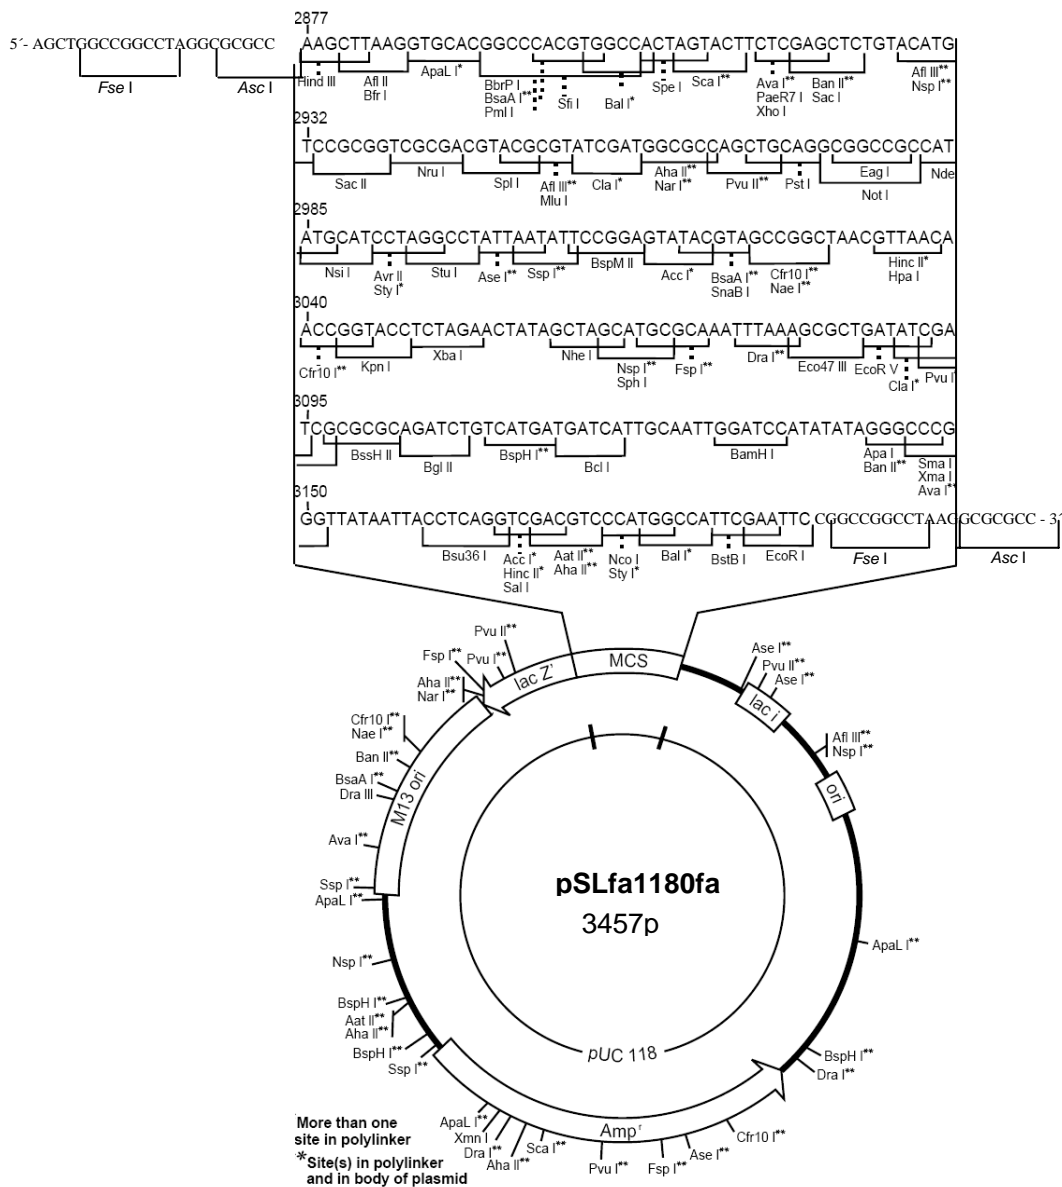 2877
5´- AGCTGGCCGGCCTAGGCGCGCC AAGCTTAAGGTGCACGGCCCACGTGGCCACTAGTACTTCTCGAGCTCTGTACATG
Fse I Asc I Hind III Afl II ApaL I* BbrP I Sfi I Bal I* Spe I Sca I** Ava I** Ban II** Afl III**
Bfr I BsaA I** PaeR7 I Sac I Nsp I**
Pml I Xho I
2932
TCCGCGGTCGCGACGTACGCGTATCGATGGCGCCAGCTGCAGGCGGCCGCCAT
Sac II Nru I Spl I Afl III** Cla I* Aha II** Pvu II** Pst I Eag I Nde
Mlu I Nar I** Not I
2985
ATGCATCCTAGGCCTATTAATATTCCGGAGTATACGTAGCCGGCTAACGTTAACA
Nsi I Avr II Stu I Ase I** Ssp I** BspM II Acc I* BsaA I** Cfr10 I** Hinc II*
Sty I* SnaB I Nae I** Hpa I
3040
ACCGGTACCTCTAGAACTATAGCTAGCATGCGCAAATTTAAAGCGCTGATATCGA
Cfr10 I** Kpn I Xba I Nhe I Nsp I** Fsp I** Dra I** Eco47 III EcoR V Cla I* Pvu I
Sph I
3095
TCGCGCGCAGATCTGTCATGATGATCATTGCAATTGGATCCATATATAGGGCCCG
BssH II Bgl II BspH I** Bcl I BamH I Apa I Sma I
Ban II** Xma I
Ava I**
3150
GGTTATAATTACCTCAGGTCGACGTCCCATGGCCATTCGAATTC CGGCCGGCCTAAGGCGCGCC - 3´
Bsu36 I Acc I* Aat II** Nco I Bal I* BstB I EcoR I Fse I Asc I
Hinc II* Aha II** Sty I*
Sal I
MCS
lac Z'
Pvu II**
Pvu I**
Fsp I**
Aha II**
Nar I**
Cfr10 I**
Nae I**
Ban II**
BsaA I**
Dra III
M13 ori
Ava I**
Ssp I**
ApaL I**
Nsp I**
BspH I**
Aat II**
Aha II**
BspH I**
Ssp I**
Ase I**
Pvu II**
Ase I**
lac i
Afl III**
Nsp I**
ori
ApaL I**
BspH I**
Dra I**
pSLfa1180fa
3457p
pUC 118
Amp r
ApaL I**
Xmn I
Dra I**
Aha II**
Sca I**
Pvu I**
Fsp I**
Ase I**
Cfr10 I**
More than one
site in polylinker
*Site(s) in polylinker
and in body of plasmid